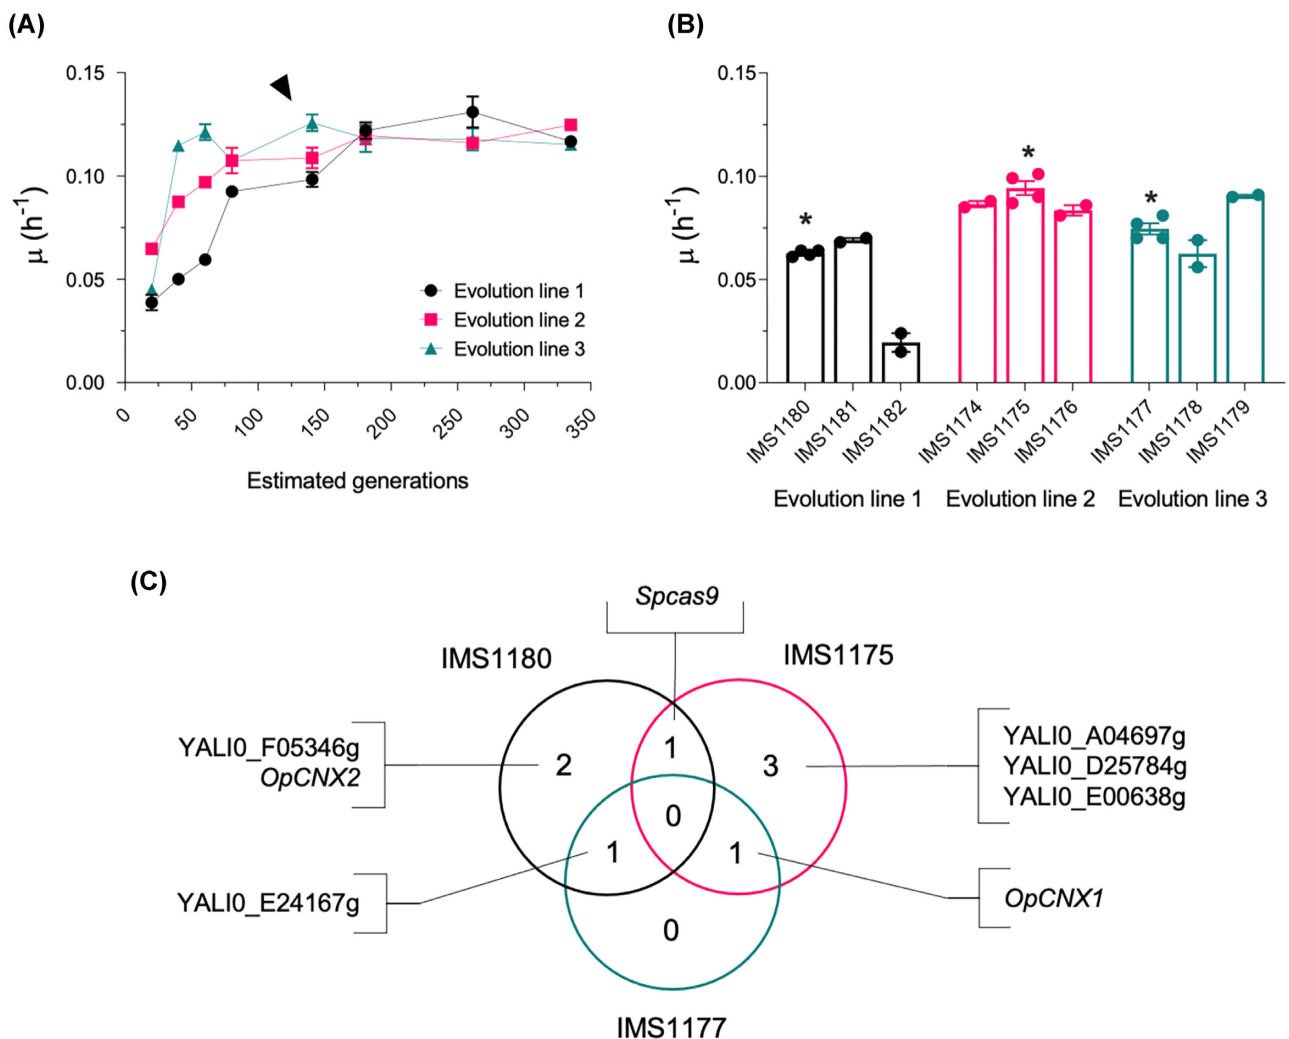 (A)
0.15
0.10
0.05
0.00
μ (h⁻¹)
0
50
100
150
200
250
300
350
Estimated generations
Evolution line 1
Evolution line 2
Evolution line 3
(B)
0.15
0.10
0.05
0.00
μ (h⁻¹)
*
*
*
IMS1180
IMS1181
IMS1182
IMS1174
IMS1175
IMS1176
IMS1177
IMS1178
IMS1179
Evolution line 1
Evolution line 2
Evolution line 3
(C)
Spcas9
IMS1180
IMS1175
YALI0_F05346g
OpCNX2
2
1
3
YALI0_A04697g
YALI0_D25784g
YALI0_E00638g
0
1
1
YALI0_E24167g
OpCNX1
0
IMS1177